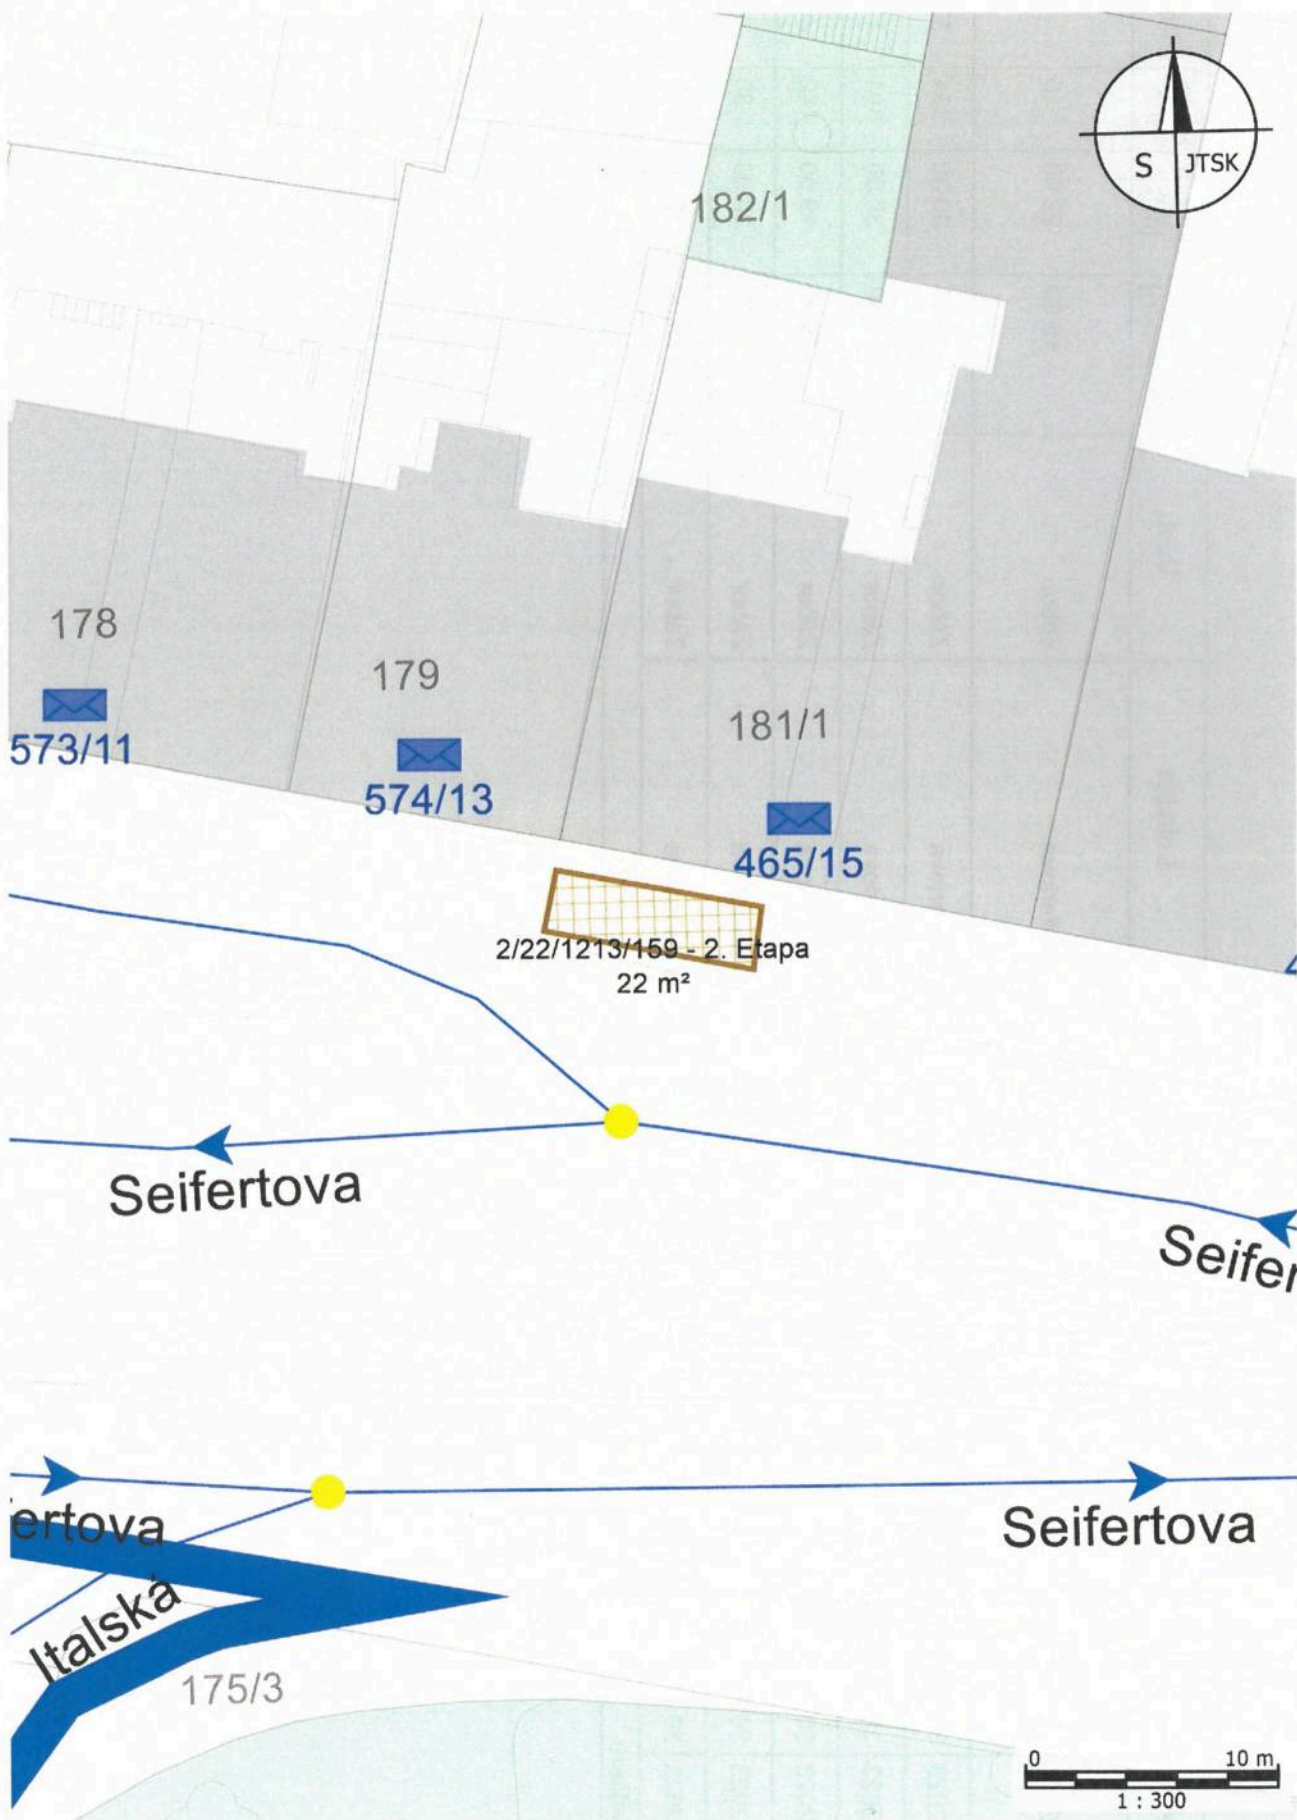 S JTSK
182/1
178
179
181/1
573/11
574/13
465/15
2/22/1213/159 - 2. Etapa
22 m²
4
Seifertova
Seifer
ertova
Seifertova
Italská
175/3
0 10 m
1 : 300